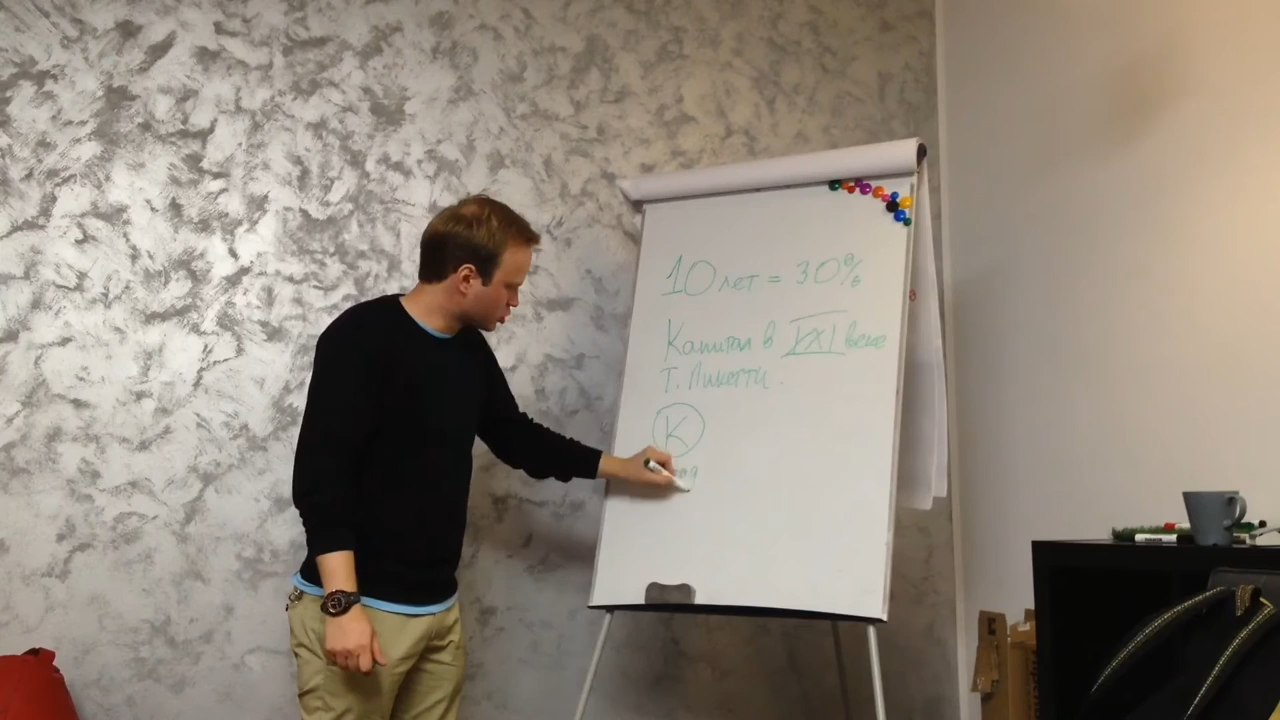 10 лет = 30%
Капитал в XXI веке
Т. Пикетти.
К